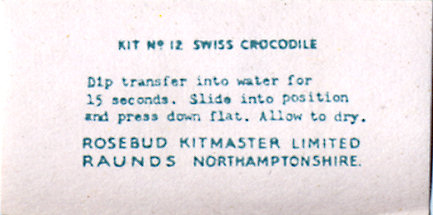 KIT Nº 12 SWISS CROCODILE
Dip transfer into water for
15 seconds. Slide into position
and press down flat. Allow to dry.
ROSEBUD KITMASTER LIMITED
RAUNDS NORTHAMPTONSHIRE.